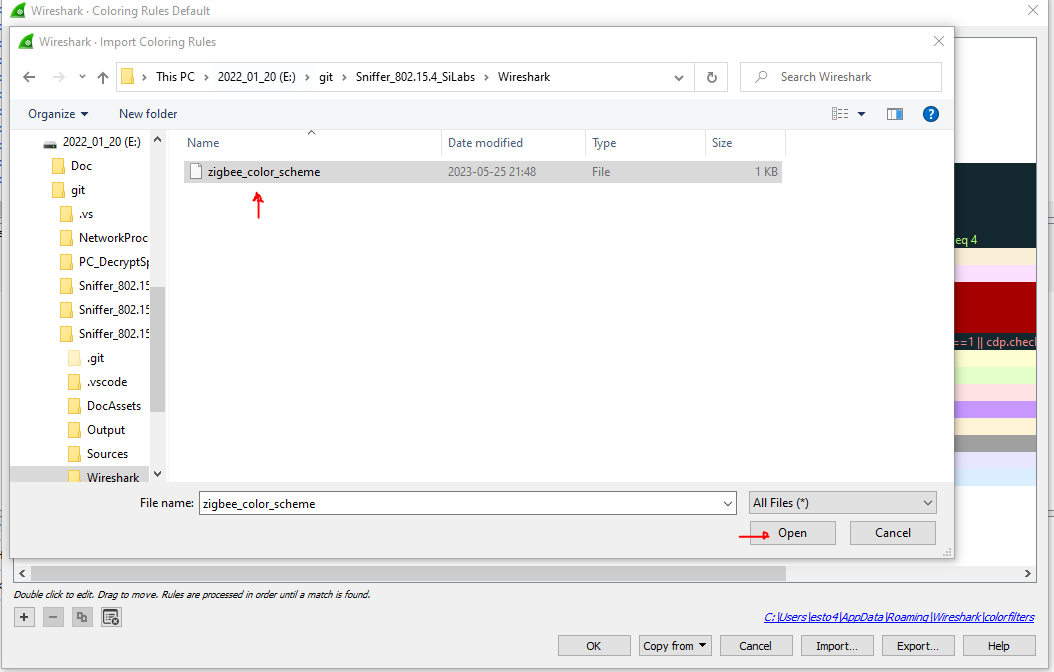 Wireshark · Coloring Rules Default
Wireshark · Import Coloring Rules
This PC > 2022_01_20 (E:) > git > Sniffer_802.15.4_SiLabs > Wireshark
Search Wireshark
Organize
New folder
?
2022_01_20 (E:)
Doc
git
.vs
NetworkProc
PC_DecryptSp
Sniffer_802.15
Sniffer_802.15
Sniffer_802.15
.git
.vscode
DocAssets
Output
Sources
Wireshark
Name Date modified Type Size
zigbee_color_scheme 2023-05-25 21:48 File 1 KB
eq 4
==1 || cdp.check
File name: zigbee_color_scheme All Files (*)
Open Cancel
Double click to edit. Drag to move. Rules are processed in order until a match is found.
C:\Users\esto4\AppData\Roaming\Wireshark\colorfilters
OK Copy from Cancel Import... Export... Help